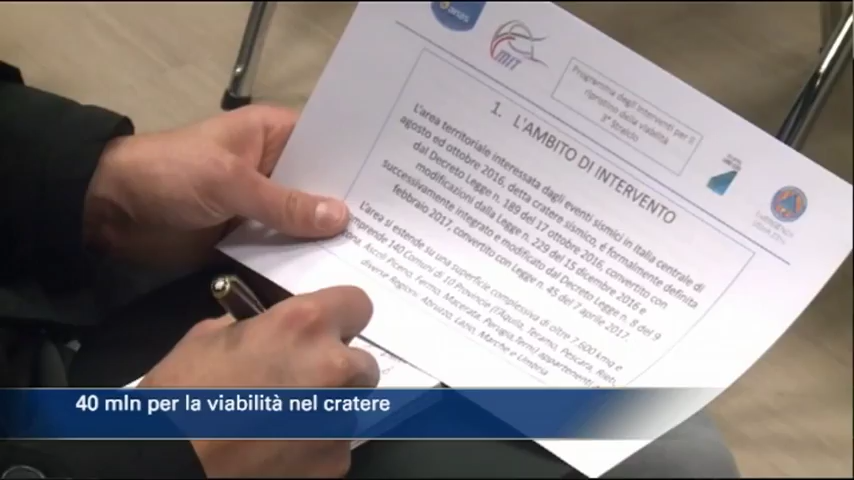 anas
MIT
Programma degli Interventi per il
ripristino della viabilità
3° Stralcio
1. L'AMBITO DI INTERVENTO
L'area territoriale interessata dagli eventi sismici in Italia centrale di
agosto ed ottobre 2016, detta cratere sismico, é formalmente definita
dal Decreto Legge n. 189 del 17 ottobre 2016, convertito con
modificazioni dalla Legge n. 229 del 15 dicembre 2016 e
successivamente integrato e modificato dal Decreto Legge n. 8 del 9
febbraio 2017, convertito con Legge n. 45 del 7 aprile 2017.
L'area si estende su una superficie complessiva di oltre 7.600 kmq e
comprende 140 Comuni di 10 Provincie (l'Aquila, Teramo, Pescara, Rieti,
Ascoli Piceno, Fermo, Macerata, Perugia, Terni) appartenenti
diverse Regioni: Abruzzo, Lazio, Marche e Umbria
40 mln per la viabilità nel cratere